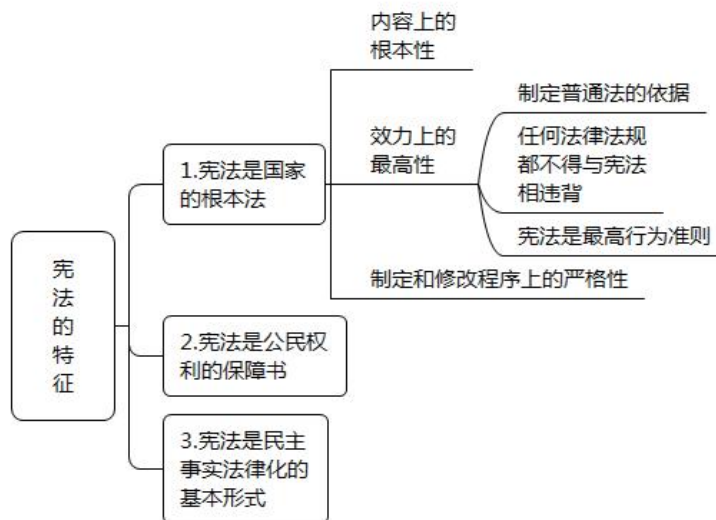 宪
法
的
特
征
1.宪法是国家
的根本法
内容上的
根本性
效力上的
最高性
制定普通法的依据
任何法律法规
都不得与宪法
相违背
宪法是最高行为准则
制定和修改程序上的严格性
2.宪法是公民权
利的保障书
3.宪法是民主
事实法律化的
基本形式